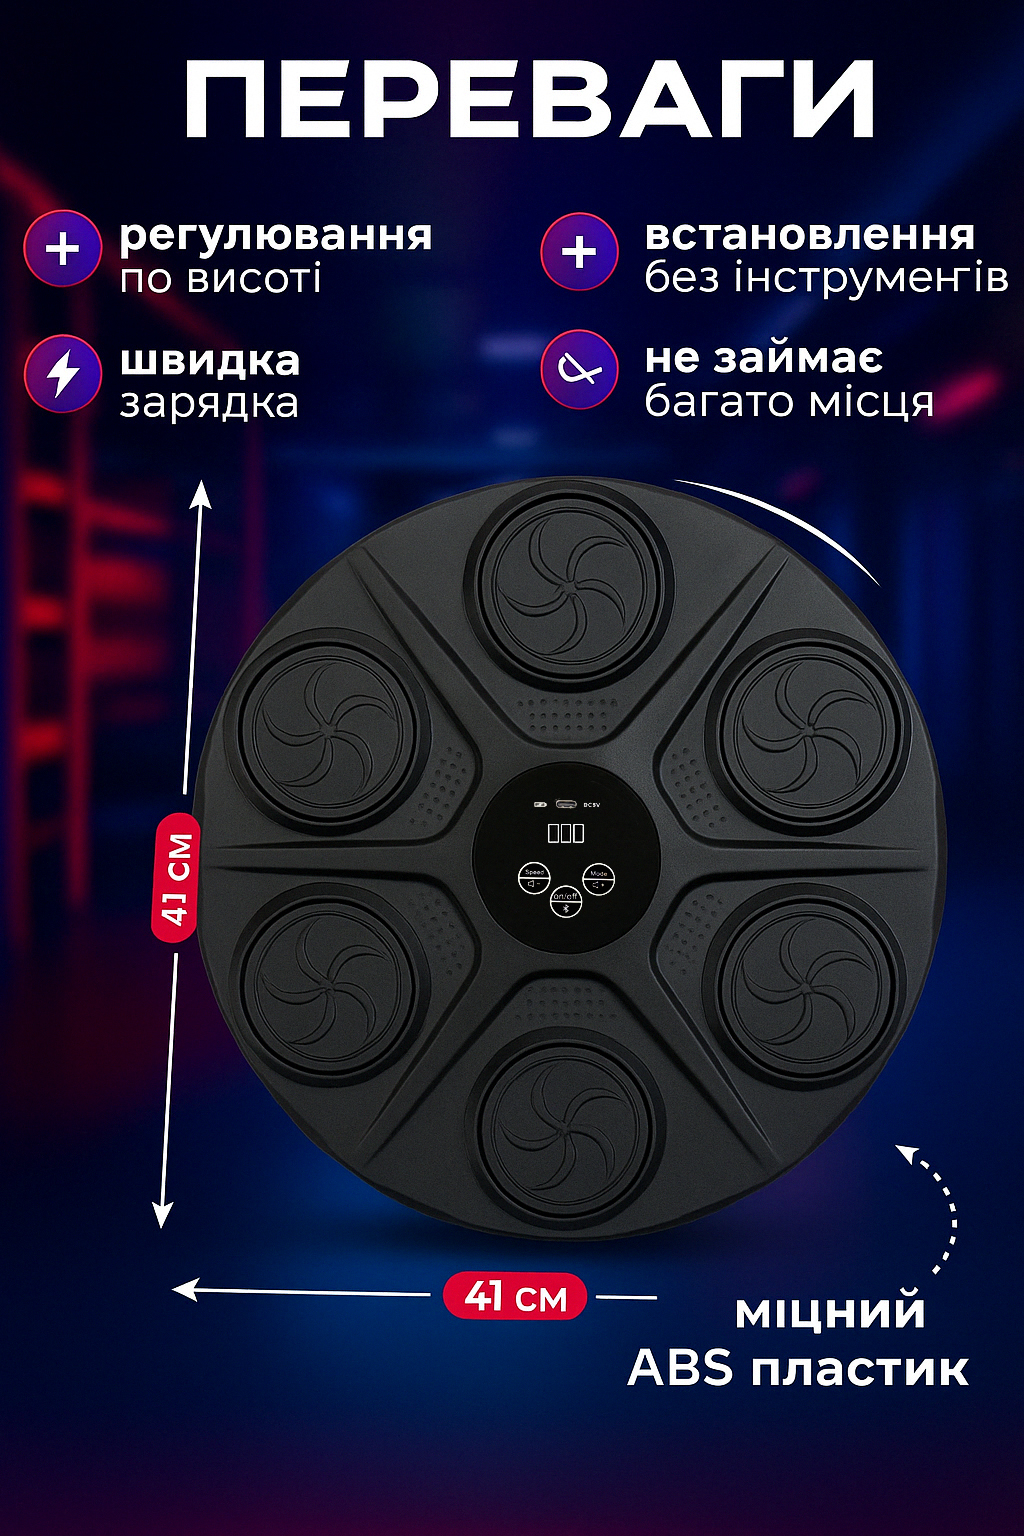 ПЕРЕВАГИ
регулювання
по висоті
встановлення
без інструменгів
швидка
зарядка
не займає
багато місця
41 см
DC5V
Speed
Mode
on/off
41 см
міцний
ABS пластик